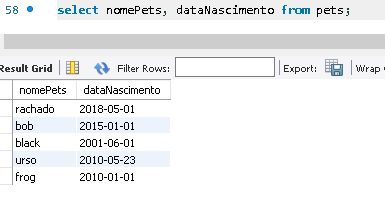 58 select nomePets, dataNascimento from pets;
Result Grid Filter Rows: Export: Wrap
nomePets dataNascimento
rachado 2018-05-01
bob 2015-01-01
black 2001-06-01
urso 2010-05-23
frog 2010-01-01